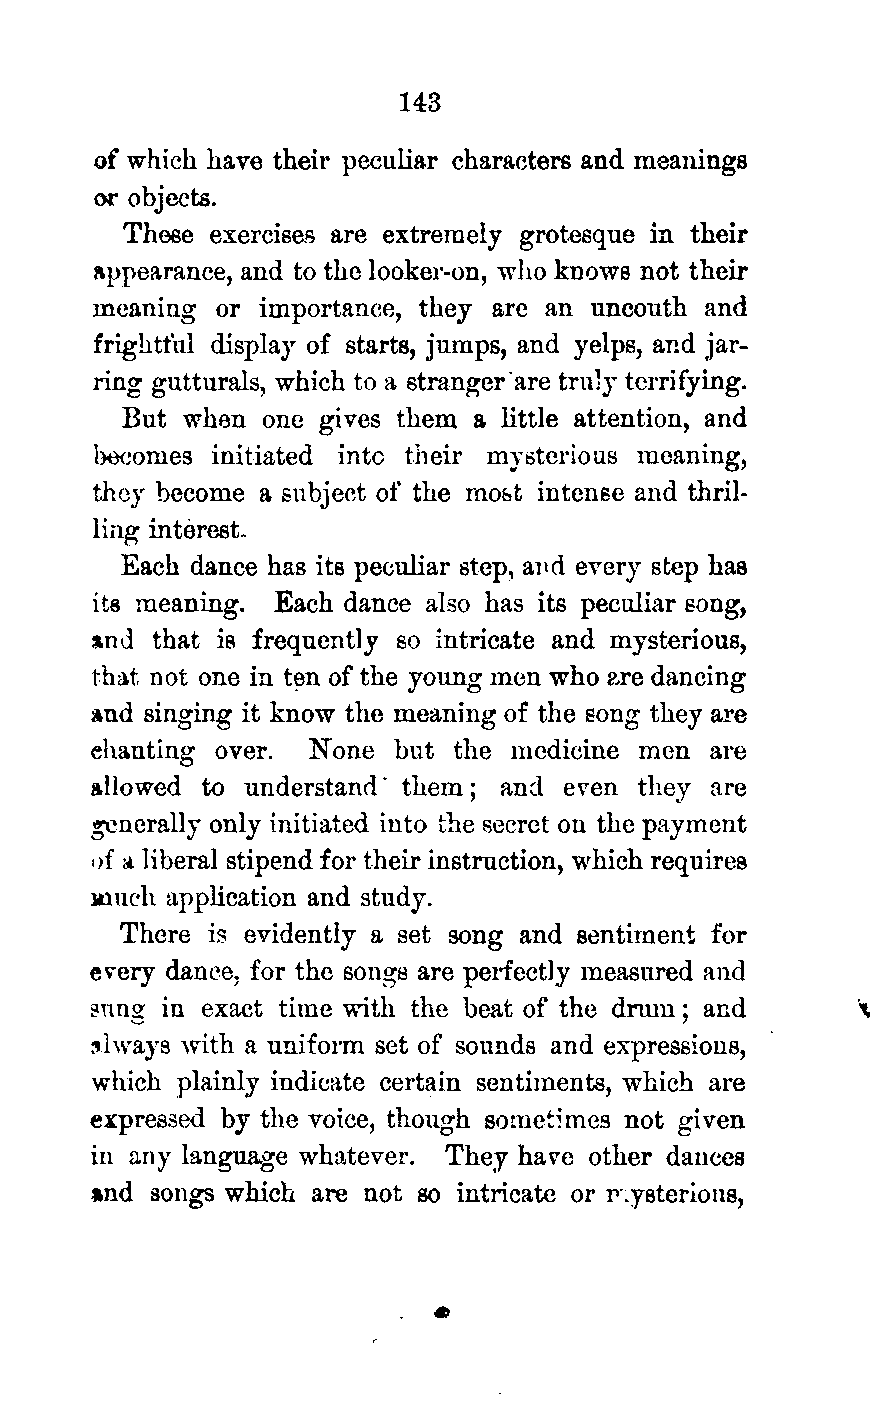 143
of which have their peculiar characters and meanings
or objects.
These exercises are extremely grotesque in their
appearance, and to the looker-on, who knows not their
meaning or importance, they are an uncouth and
frightful display of starts, jumps, and yelps, and jar-
ring gutturals, which to a stranger are truly terrifying.
But when one gives them a little attention, and
becomes initiated into their mysterious meaning,
they become a subject of the most intense and thril-
ling interest.
Each dance has its peculiar step, and every step has
its meaning. Each dance also has its peculiar song,
and that is frequently so intricate and mysterious,
that not one in ten of the young men who are dancing
and singing it know the meaning of the song they are
chanting over. None but the medicine men are
allowed to understand them; and even they are
generally only initiated into the secret on the payment
of a liberal stipend for their instruction, which requires
much application and study.
There is evidently a set song and sentiment for
every dance, for the songs are perfectly measured and
sung in exact time with the beat of the drum; and
always with a uniform set of sounds and expressions,
which plainly indicate certain sentiments, which are
expressed by the voice, though sometimes not given
in any language whatever. They have other dances
and songs which are not so intricate or mysterious,